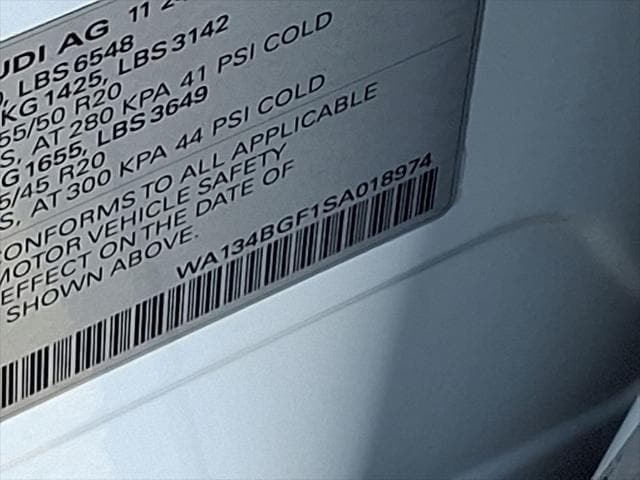 UDI AG 11 2
, LBS 6548
KG 1425, LBS 3142
55/50 R20
S, AT 280 KPA 41 PSI COLD
G 1655, LBS 3649
5/45 R20
S, AT 300 KPA 44 PSI COLD
CONFORMS TO ALL APPLICABLE
MOTOR VEHICLE SAFETY
EFFECT ON THE DATE OF
SHOWN ABOVE.
WA134BGF1SA018974